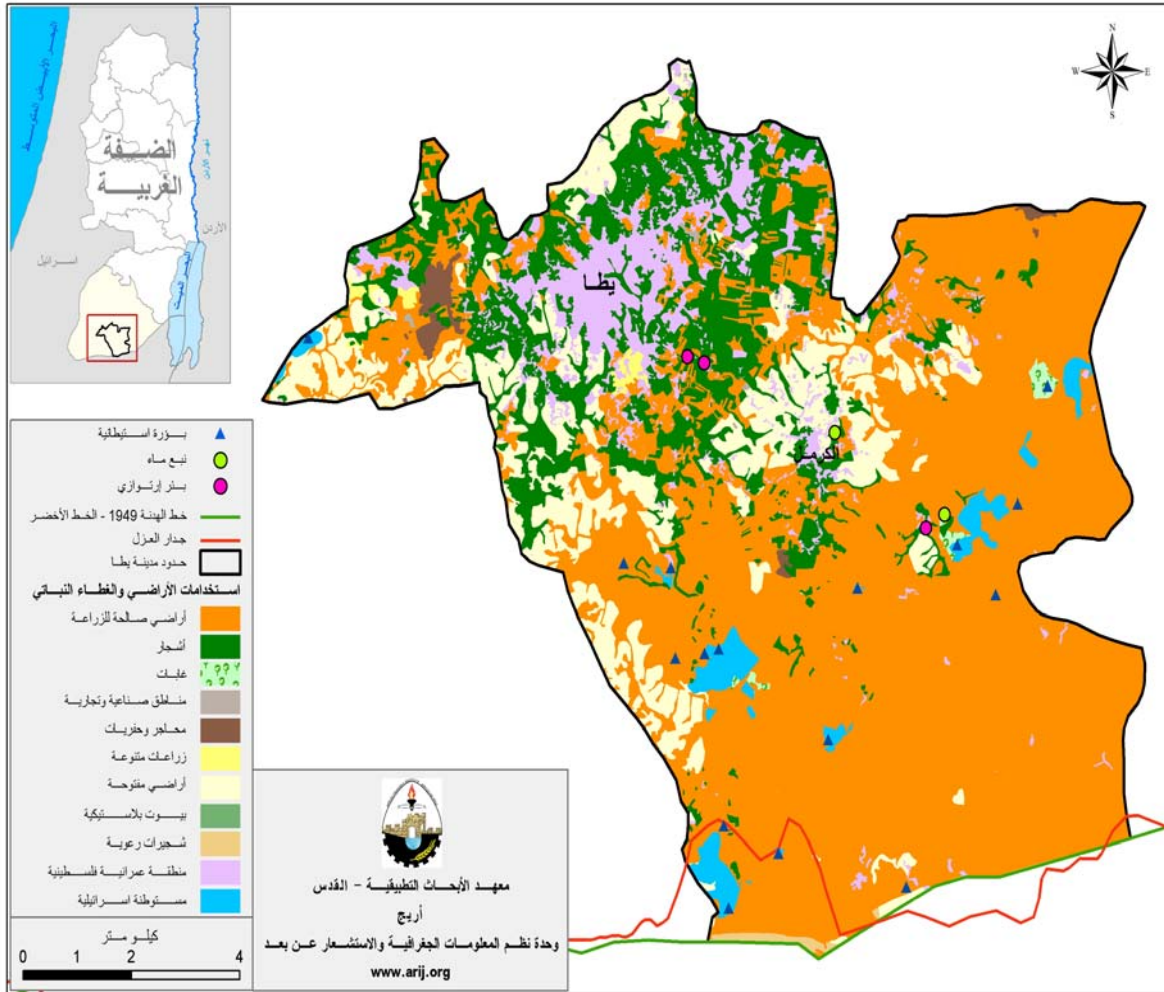 البحر الأبيض المتوسط
الضفة
الغربية
نهر الأردن
الأردن
اسرائيل
البحر الميت
N
W E
S
يطا
الكرمل
بؤرة استيطانية
نبع ماء
بئر إرتوازي
خط الهدنة 1949 - الخط الأخضر
جدار العزل
حدود مدينة يطا
استخدامات الأراضي والغطاء النباتي
أراضي صالحة للزراعة
أشجار
غابات
مناطق صناعية وتجارية
محاجر وحفريات
زراعات متنوعة
أراضي مفتوحة
بيوت بلاستيكية
شجيرات رعوية
منطقة عمرانية فلسطينية
مستوطنة اسرائيلية
كيلو متر
0 1 2 4
معهد الأبحاث التطبيقية - القدس
أريج
وحدة نظم المعلومات الجغرافية والاستشعار عن بعد
www.arij.org